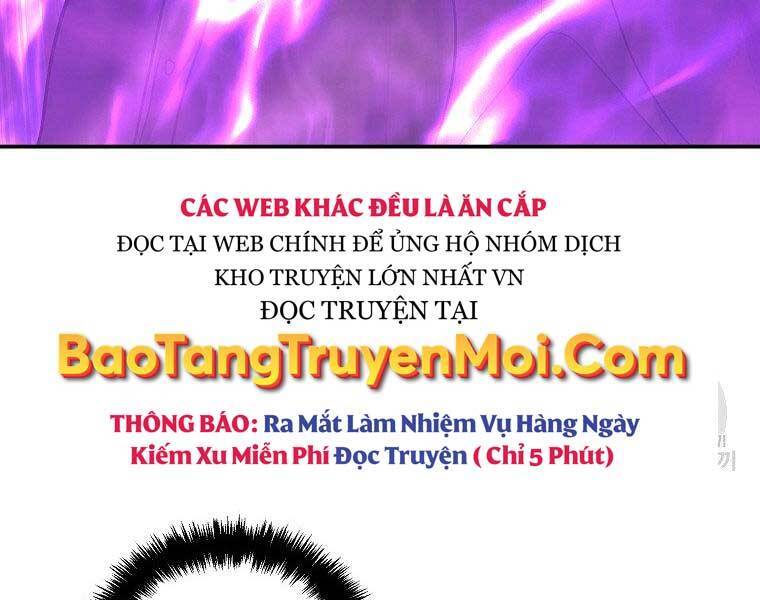 CÁC WEB KHÁC ĐỀU LÀ ĂN CẮP
ĐỌC TẠI WEB CHÍNH ĐỂ ỦNG HỘ NHÓM DỊCH
KHO TRUYỆN LỚN NHẤT VN
ĐỌC TRUYỆN TẠI
BaoTangTruyenMoi.Com
THÔNG BÁO: Ra Mắt Làm Nhiệm Vụ Hàng Ngày
Kiếm Xu Miễn Phí Đọc Truyện ( Chỉ 5 Phút)